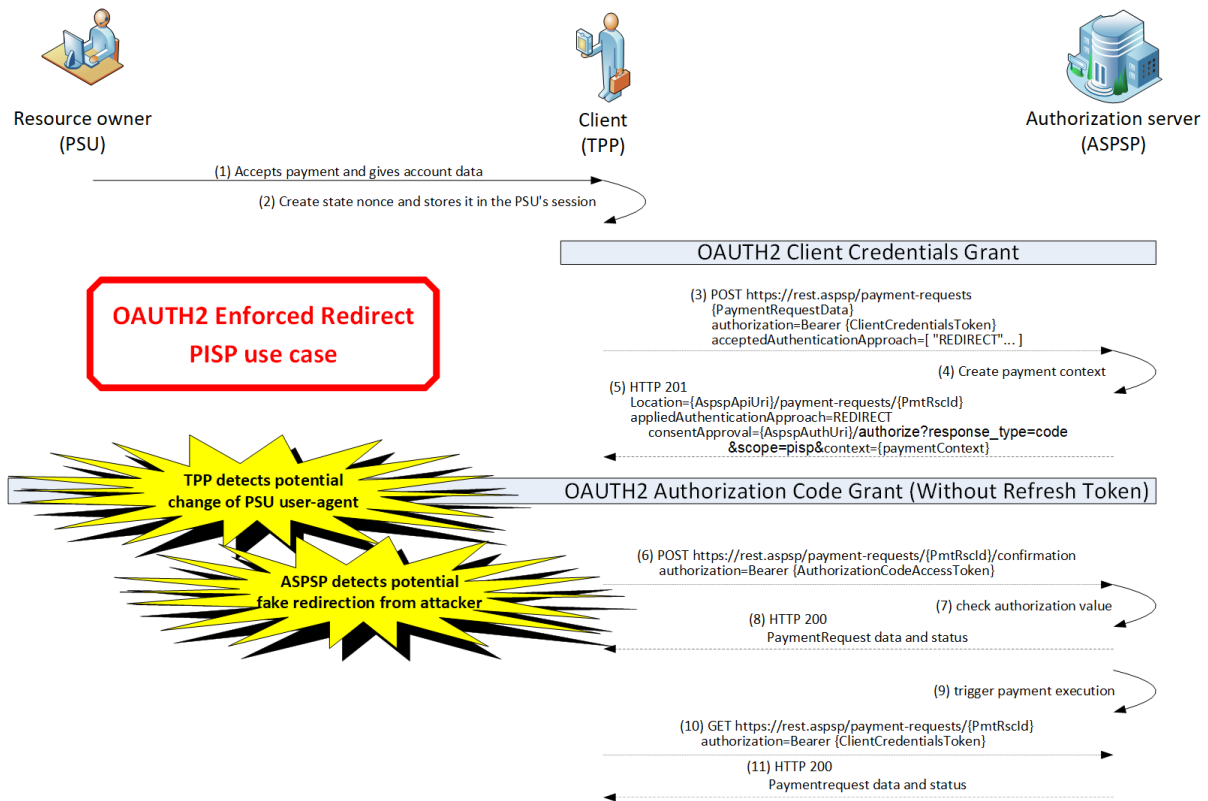 Resource owner
(PSU)
Client
(TPP)
Authorization server
(ASPSP)
(1) Accepts payment and gives account data
(2) Create state nonce and stores it in the PSU's session
OAUTH2 Client Credentials Grant
OAUTH2 Enforced Redirect
PISP use case
(3) POST https://rest.aspsp/payment-requests
{PaymentRequestData}
authorization=Bearer {ClientCredentialsToken}
acceptedAuthenticationApproach=[ "REDIRECT"... ]
(4) Create payment context
(5) HTTP 201
Location={AspspApiUri}/payment-requests/{PmtRscId}
appliedAuthenticationApproach=REDIRECT
consentApproval={AspspAuthUri}/authorize?response_type=code
&scope=pisp&context={paymentContext}
TPP detects potential
change of PSU user-agent
OAUTH2 Authorization Code Grant (Without Refresh Token)
ASPSP detects potential
fake redirection from attacker
(6) POST https://rest.aspsp/payment-requests/{PmtRscId}/confirmation
authorization=Bearer {AuthorizationCodeAccessToken}
(7) check authorization value
(8) HTTP 200
PaymentRequest data and status
(9) trigger payment execution
(10) GET https://rest.aspsp/payment-requests/{PmtRscId}
authorization=Bearer {ClientCredentialsToken}
(11) HTTP 200
Paymentrequest data and status